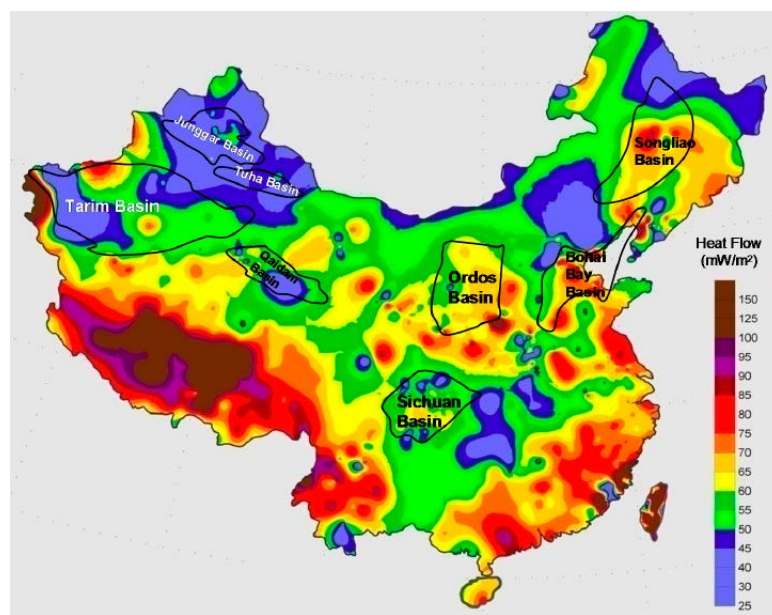 Junggar Basin
Tuha Basin
Tarim Basin
Qaidam
Basin
Songliao
Basin
Bohai
Bay
Basin
Ordos
Basin
Sichuan
Basin
Heat Flow
(mW/m²)
150
100
95
90
85
80
75
70
65
60
55
50
45
40
30
25